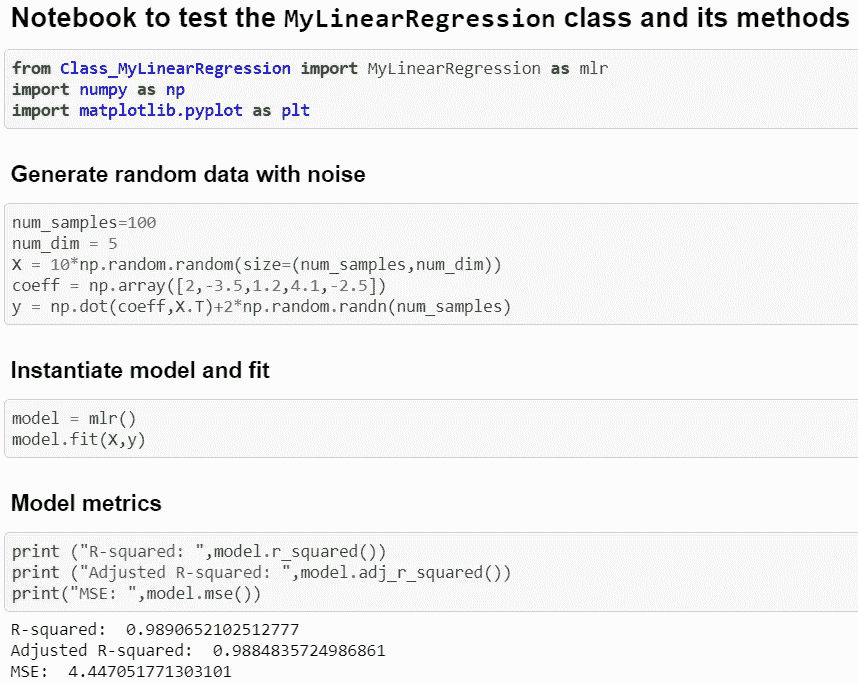 Notebook to test the MyLinearRegression class and its methods
from Class_MyLinearRegression import MyLinearRegression as mlr
import numpy as np
import matplotlib.pyplot as plt
Generate random data with noise
num_samples=100
num_dim = 5
X = 10*np.random.random(size=(num_samples,num_dim))
coeff = np.array([2,-3.5,1.2,4.1,-2.5])
y = np.dot(coeff,X.T)+2*np.random.randn(num_samples)
Instantiate model and fit
model = mlr()
model.fit(X,y)
Model metrics
print ("R-squared: ",model.r_squared())
print ("Adjusted R-squared: ",model.adj_r_squared())
print("MSE: ",model.mse())
R-squared:  0.9890652102512777
Adjusted R-squared:  0.9884835724986861
MSE:  4.447051771303101